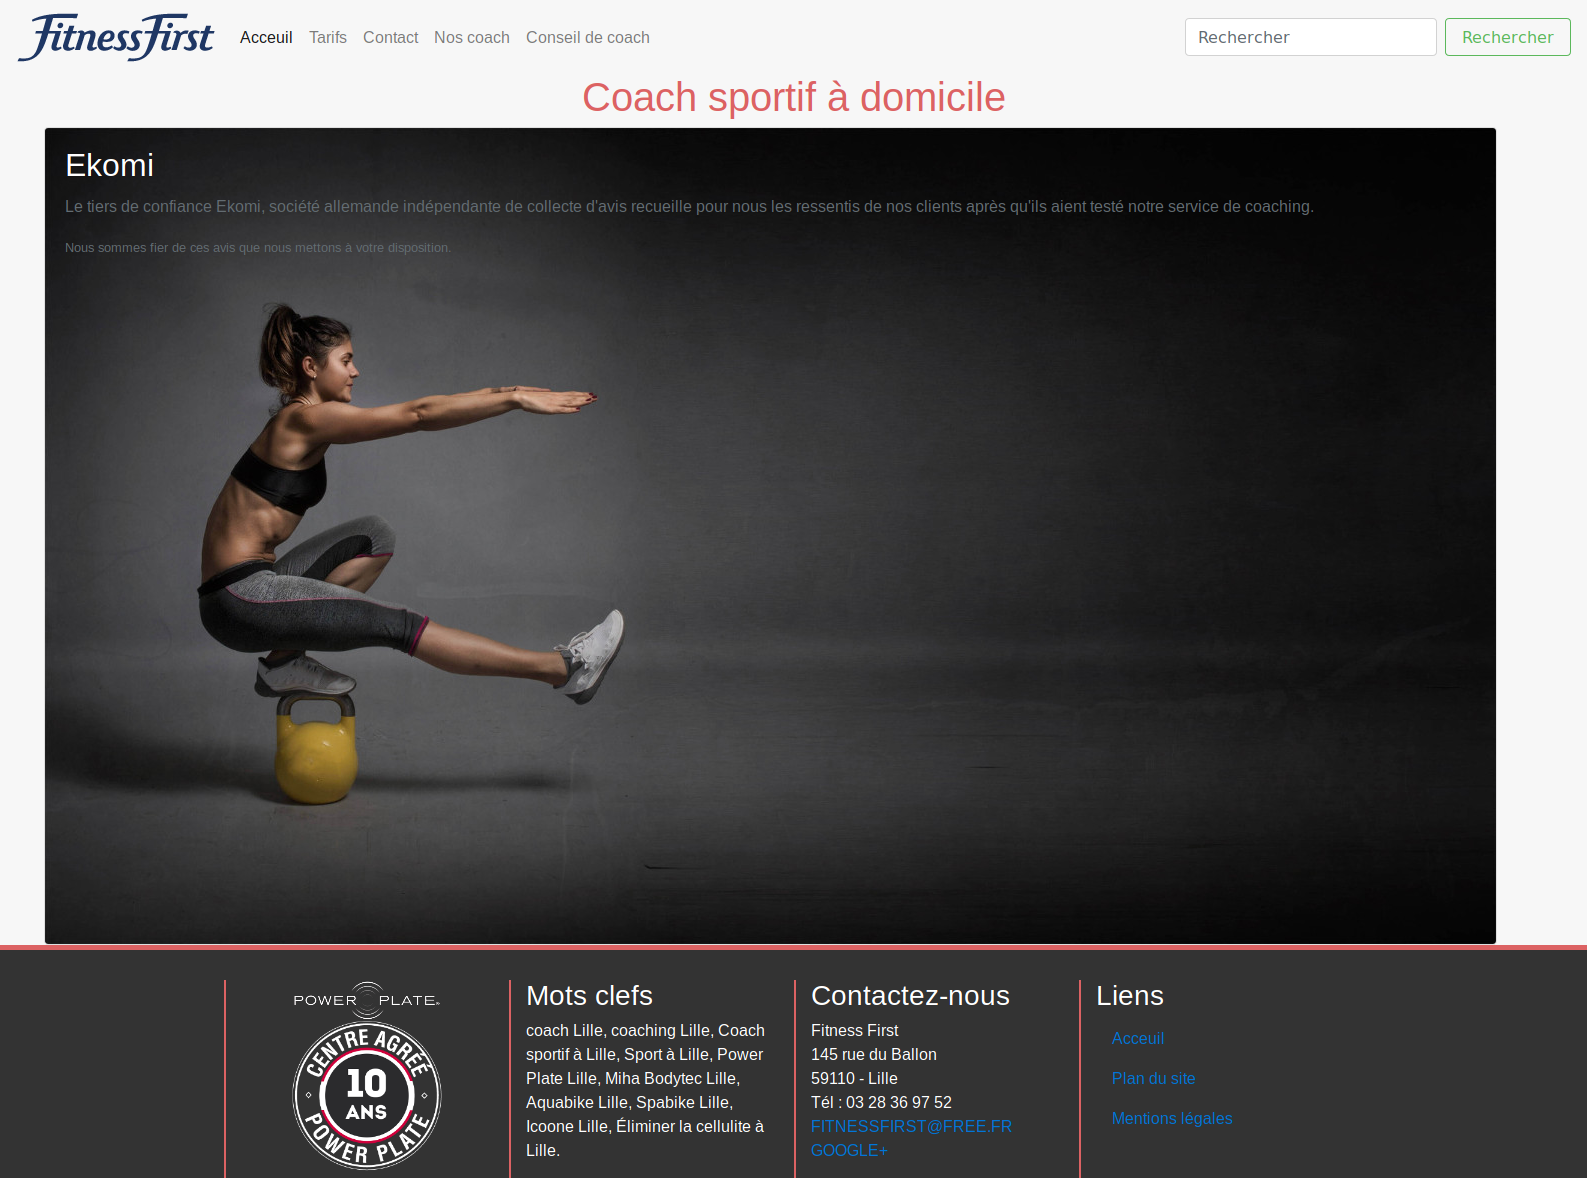 FitnessFirst
Acceuil Tarifs Contact Nos coach Conseil de coach
Rechercher Rechercher
Coach sportif à domicile
Ekomi
Le tiers de confiance Ekomi, société allemande indépendante de collecte d'avis recueille pour nous les ressentis de nos clients après qu'ils aient testé notre service de coaching.
Nous sommes fier de ces avis que nous mettons à votre disposition.
POWER PLATE
CENTRE AGRÉÉ
10
ANS
POWER PLATE
Mots clefs
coach Lille, coaching Lille, Coach
sportif à Lille, Sport à Lille, Power
Plate Lille, Miha Bodytec Lille,
Aquabike Lille, Spabike Lille,
Icoone Lille, Éliminer la cellulite à
Lille.
Contactez-nous
Fitness First
145 rue du Ballon
59110 - Lille
Tél : 03 28 36 97 52
FITNESSFIRST@FREE.FR
GOOGLE+
Liens
Acceuil
Plan du site
Mentions légales